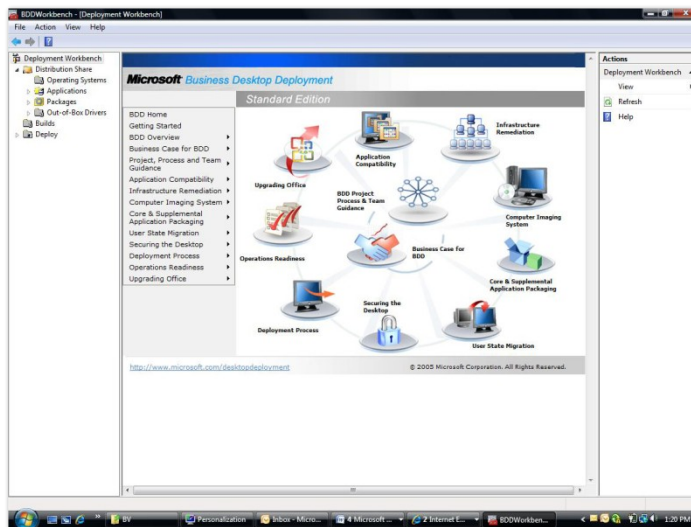 BDDWorkbench - [Deployment Workbench]
File Action View Help
Deployment Workbench
Distribution Share
Operating Systems
Applications
Packages
Out-of-Box Drivers
Builds
Deploy
Microsoft Business Desktop Deployment
Standard Edition
BDD Home
Getting Started
BDD Overview
Business Case for BDD
Project, Process and Team
Guidance
Application Compatibility
Infrastructure Remediation
Computer Imaging System
Core & Supplemental
Application Packaging
User State Migration
Securing the Desktop
Deployment Process
Operations Readiness
Upgrading Office
Infrastructure
Remediation
Application
Compatibility
Upgrading Office
BDD Project
Process & Team
Guidance
Computer Imaging
System
Business Case for
BDD
Operations Readiness
Core & Supplemental
Application Packaging
Securing the
Desktop
Deployment Process
User State Migration
http://www.microsoft.com/desktopdeployment
© 2005 Microsoft Corporation. All Rights Reserved.
Actions
Deployment Workbench
View
Refresh
Help
BV
Personalization
Inbox - Micro...
4 Microsoft ...
2 Internet E...
BDDWorkben...
1:20 PM